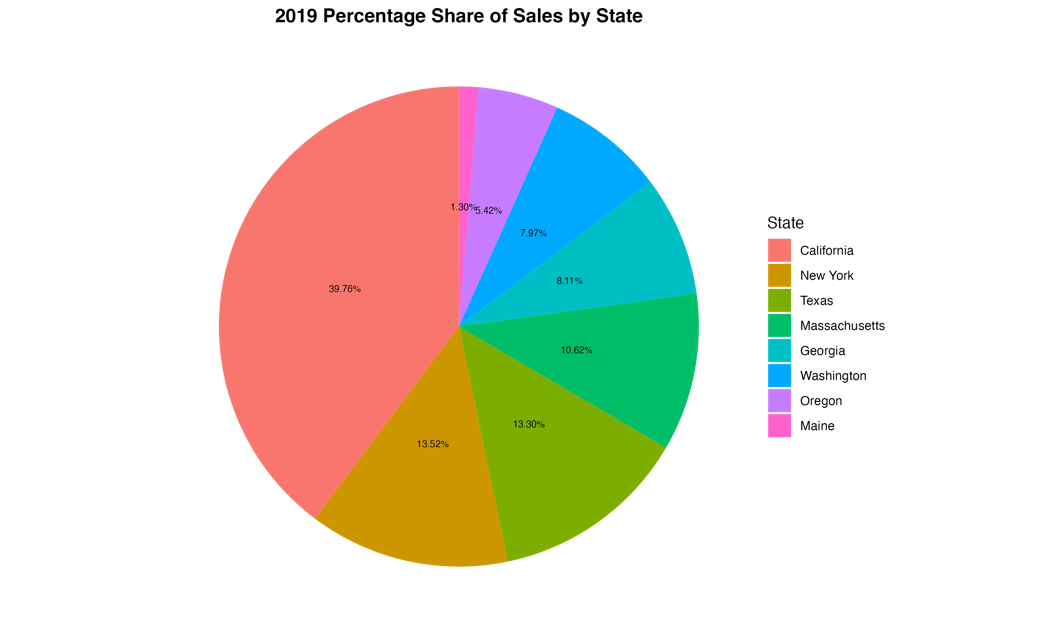 2019 Percentage Share of Sales by State
1.30%
5.42%
7.97%
8.11%
39.76%
10.62%
13.30%
13.52%
State
California
New York
Texas
Massachusetts
Georgia
Washington
Oregon
Maine